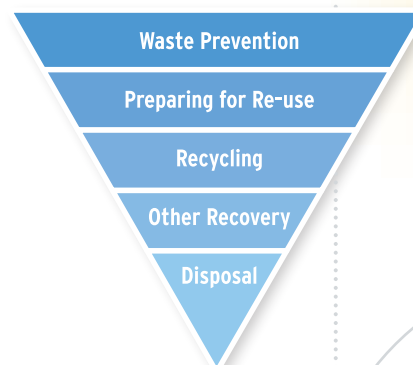 Waste Prevention
Preparing for Re-use
Recycling
Other Recovery
Disposal